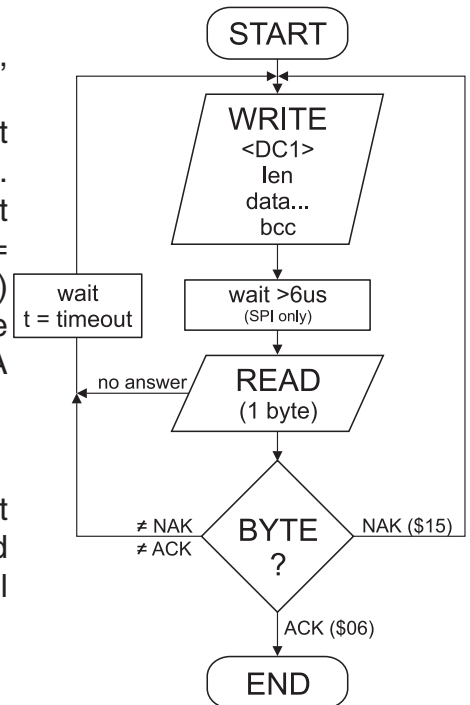 ,
t
.
t
=
)
e
A
t
d
l
START
WRITE
<DC1>
len
data...
bcc
wait >6us
(SPI only)
wait
t = timeout
no answer
READ
(1 byte)
≠ NAK
≠ ACK
BYTE
?
NAK ($15)
ACK ($06)
END